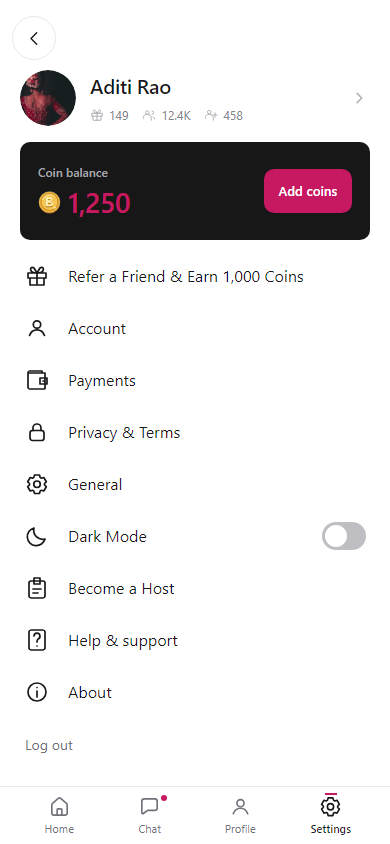 Aditi Rao
149 12.4K 458
Coin balance
1,250
Add coins
Refer a Friend & Earn 1,000 Coins
Account
Payments
Privacy & Terms
General
Dark Mode
Become a Host
Help & support
About
Log out
Home Chat Profile Settings